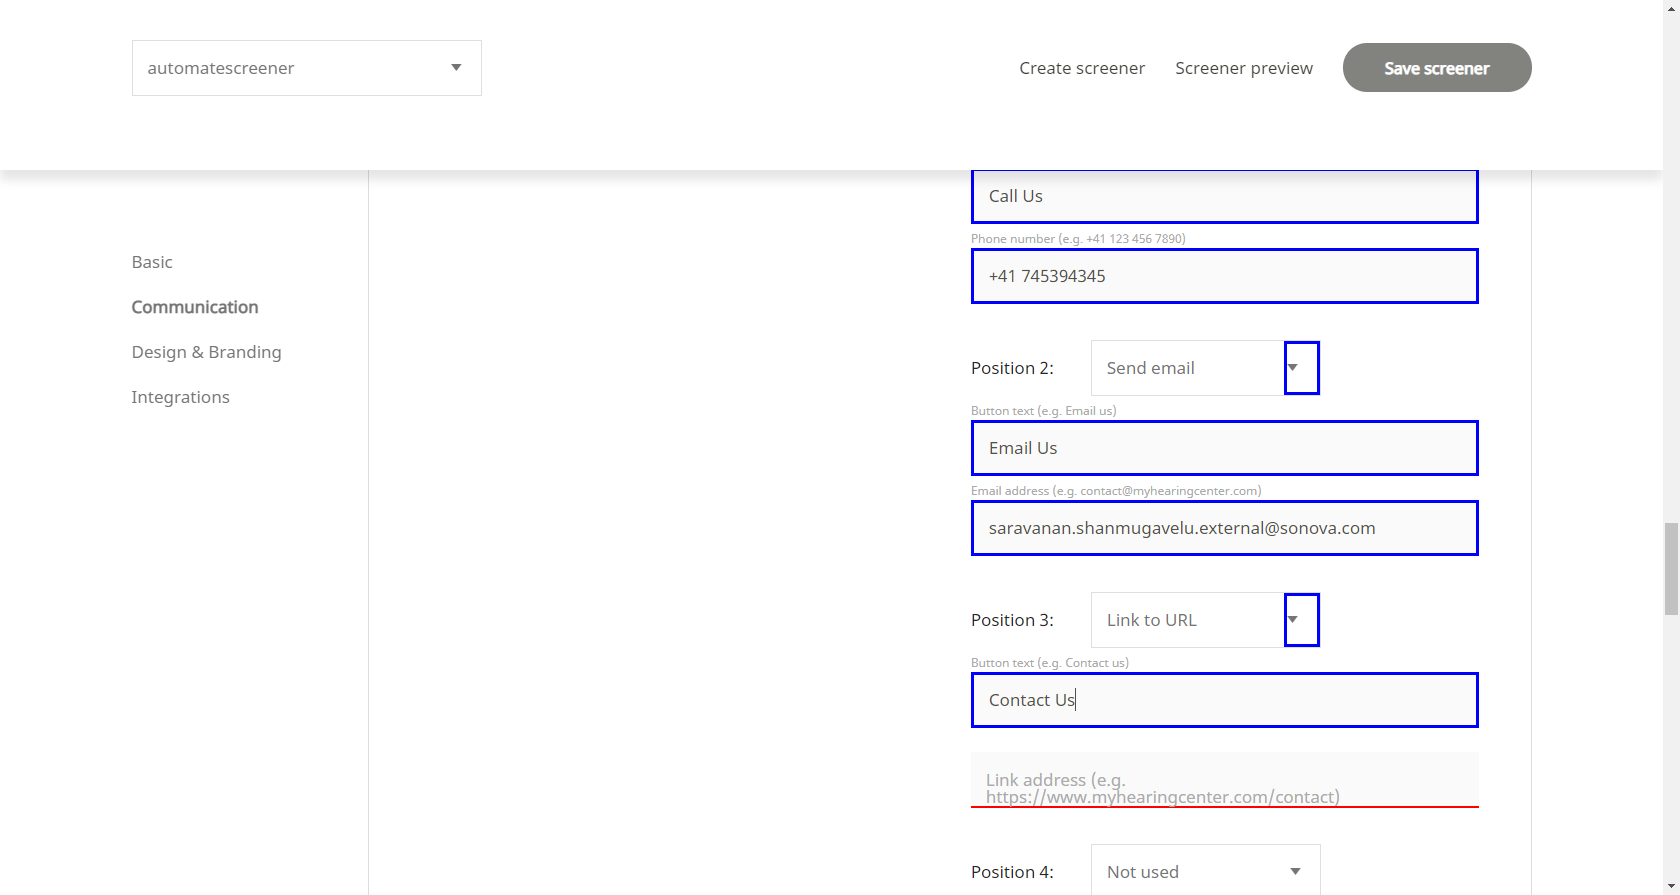 automatescreener
Create screener
Screener preview
Save screener
Basic
Communication
Design & Branding
Integrations
Call Us
Phone number (e.g. +41 123 456 7890)
+41 745394345
Position 2:
Send email
Button text (e.g. Email us)
Email Us
Email address (e.g. contact@myhearingcenter.com)
saravanan.shanmugavelu.external@sonova.com
Position 3:
Link to URL
Button text (e.g. Contact us)
Contact Us
Link address (e.g.
https://www.myhearingcenter.com/contact)
Position 4:
Not used